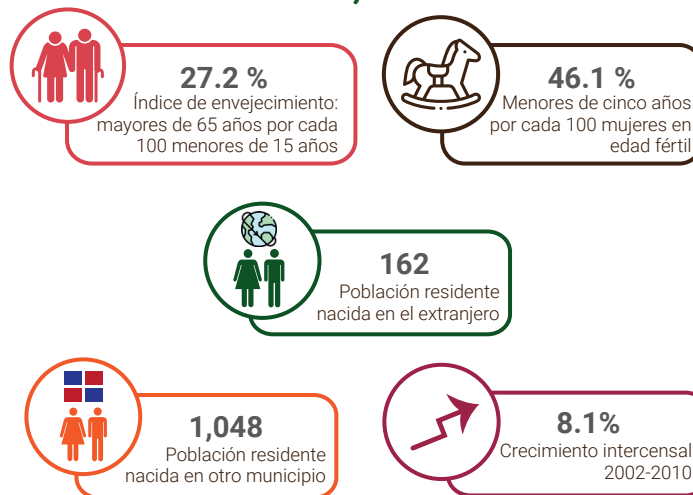 27.2 %
Índice de envejecimiento:
mayores de 65 años por cada
100 menores de 15 años
46.1 %
Menores de cinco años
por cada 100 mujeres en
edad fértil
162
Población residente
nacida en el extranjero
1,048
Población residente
nacida en otro municipio
8.1%
Crecimiento intercensal
2002-2010